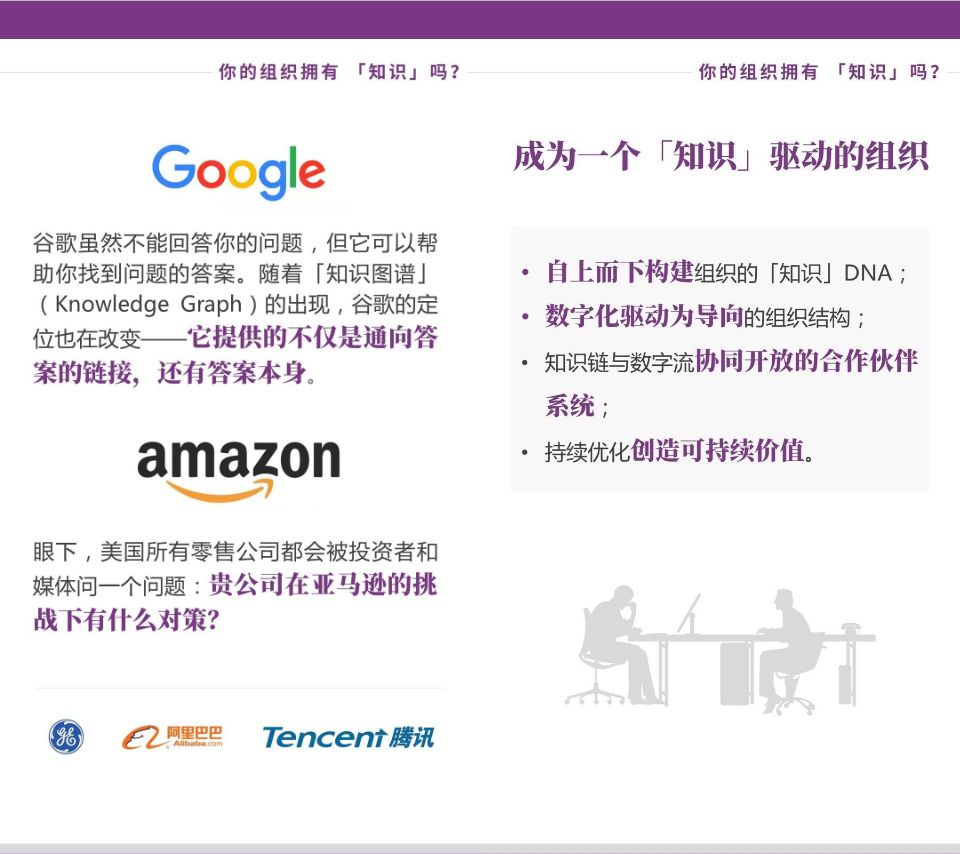 你的组织拥有 「知识」吗?
Google
谷歌虽然不能回答你的问题，但它可以帮
助你找到问题的答案。随着「知识图谱」
（Knowledge Graph）的出现，谷歌的定
位也在改变——它提供的不仅是通向答
案的链接，还有答案本身。
amazon
眼下，美国所有零售公司都会被投资者和
媒体问一个问题：贵公司在亚马逊的挑
战下有什么对策?
GE
阿里巴巴
Alibaba.com
Tencent 腾讯
你的组织拥有 「知识」吗?
成为一个「知识」驱动的组织
• 自上而下构建组织的「知识」DNA；
• 数字化驱动为导向的组织结构；
• 知识链与数字流协同开放的合作伙伴
系统；
• 持续优化创造可持续价值。